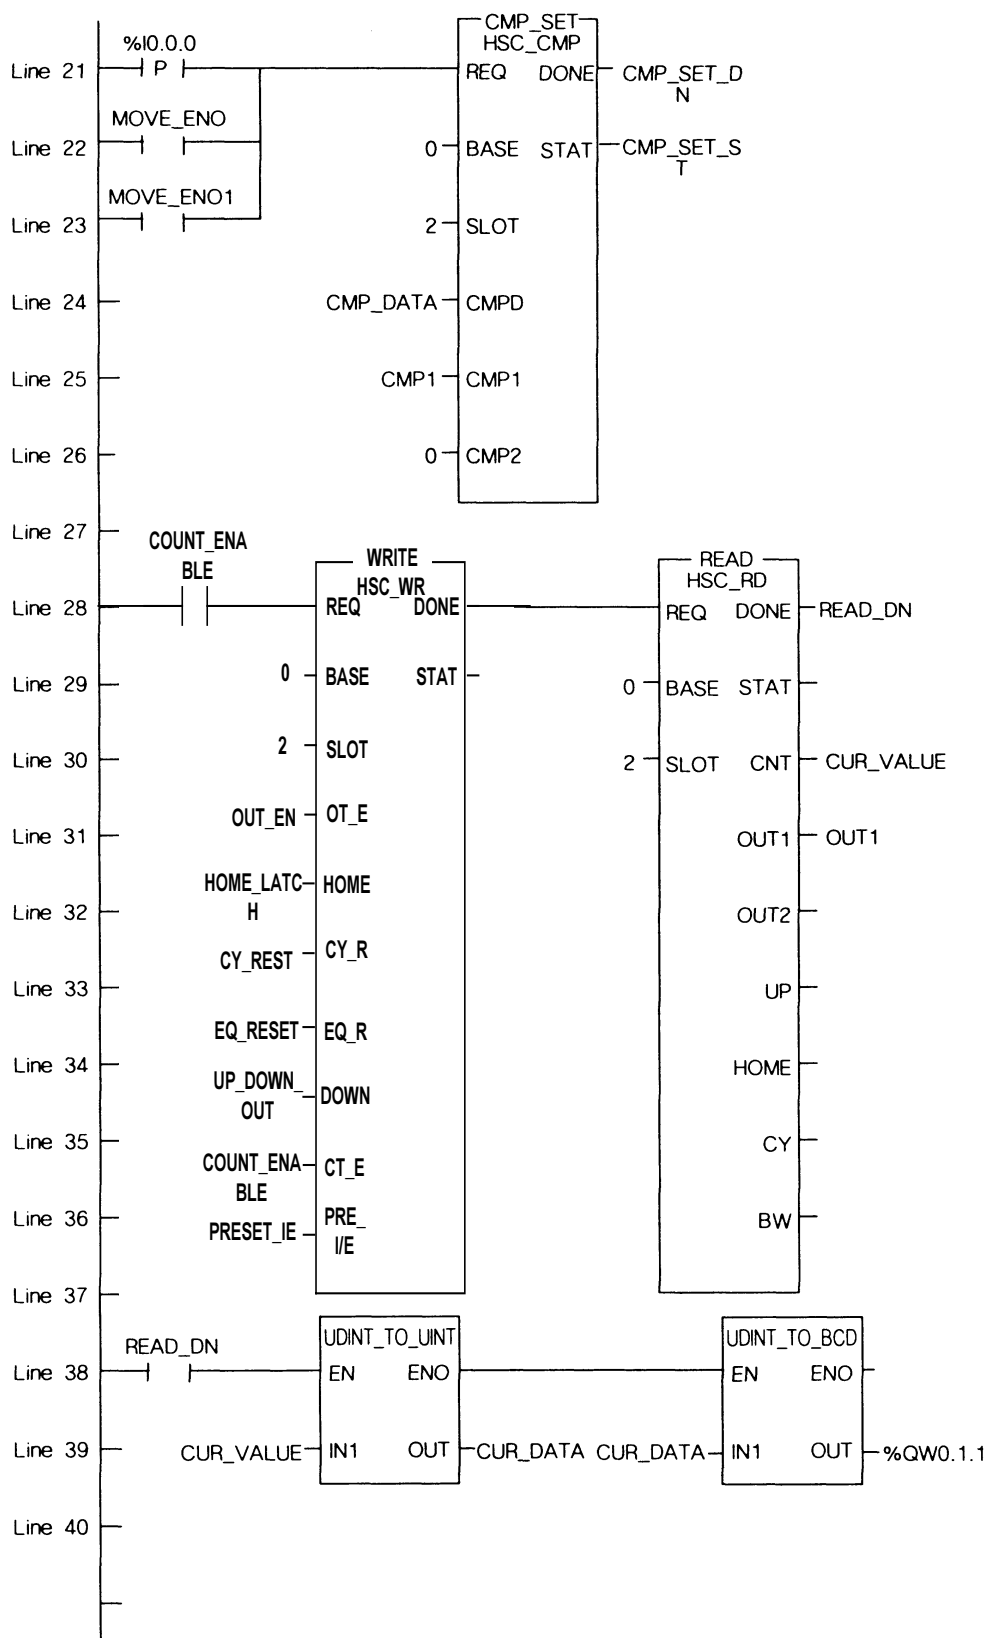 CMP_SET
%I0.0.0 HSC_CMP
Line 21 P REQ DONE CMP_SET_D
N
MOVE_ENO
Line 22 0 BASE STAT CMP_SET_S
T
MOVE_ENO1
Line 23 2 SLOT
Line 24 CMP_DATA CMPD
Line 25 CMP1 CMP1
Line 26 0 CMP2
Line 27
COUNT_ENA
BLE
WRITE
HSC_WR
READ
HSC_RD
Line 28 REQ DONE REQ DONE READ_DN
Line 29 0 BASE STAT 0 BASE STAT
Line 30 2 SLOT 2 SLOT CNT CUR_VALUE
Line 31 OUT_EN OT_E OUT1 OUT1
HOME_LATC HOME
H
Line 32 OUT2
CY_REST CY_R
Line 33 UP
EQ_RESET EQ_R
Line 34 HOME
UP_DOWN_ DOWN
OUT
Line 35 CY
COUNT_ENA CT_E
BLE
Line 36 BW
PRESET_IE PRE_
I/E
Line 37
READ_DN UDINT_TO_UINT UDINT_TO_BCD
Line 38 EN ENO EN ENO
Line 39 CUR_VALUE IN1 OUT CUR_DATA CUR_DATA IN1 OUT %QW0.1.1
Line 40